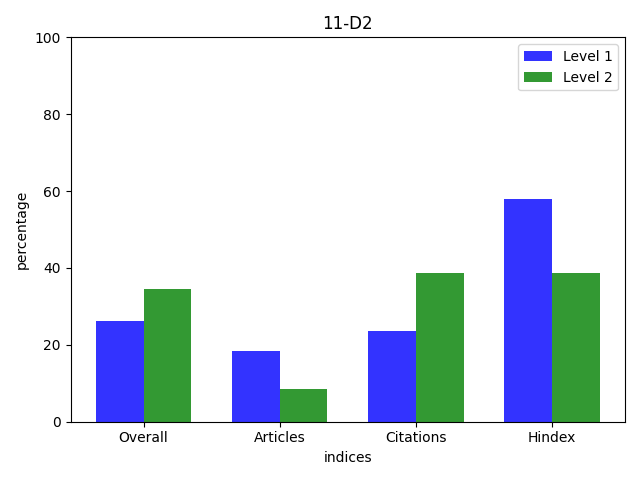 11-D2
100
80
60
40
20
0
percentage
Level 1
Level 2
Overall Articles Citations Hindex
indices